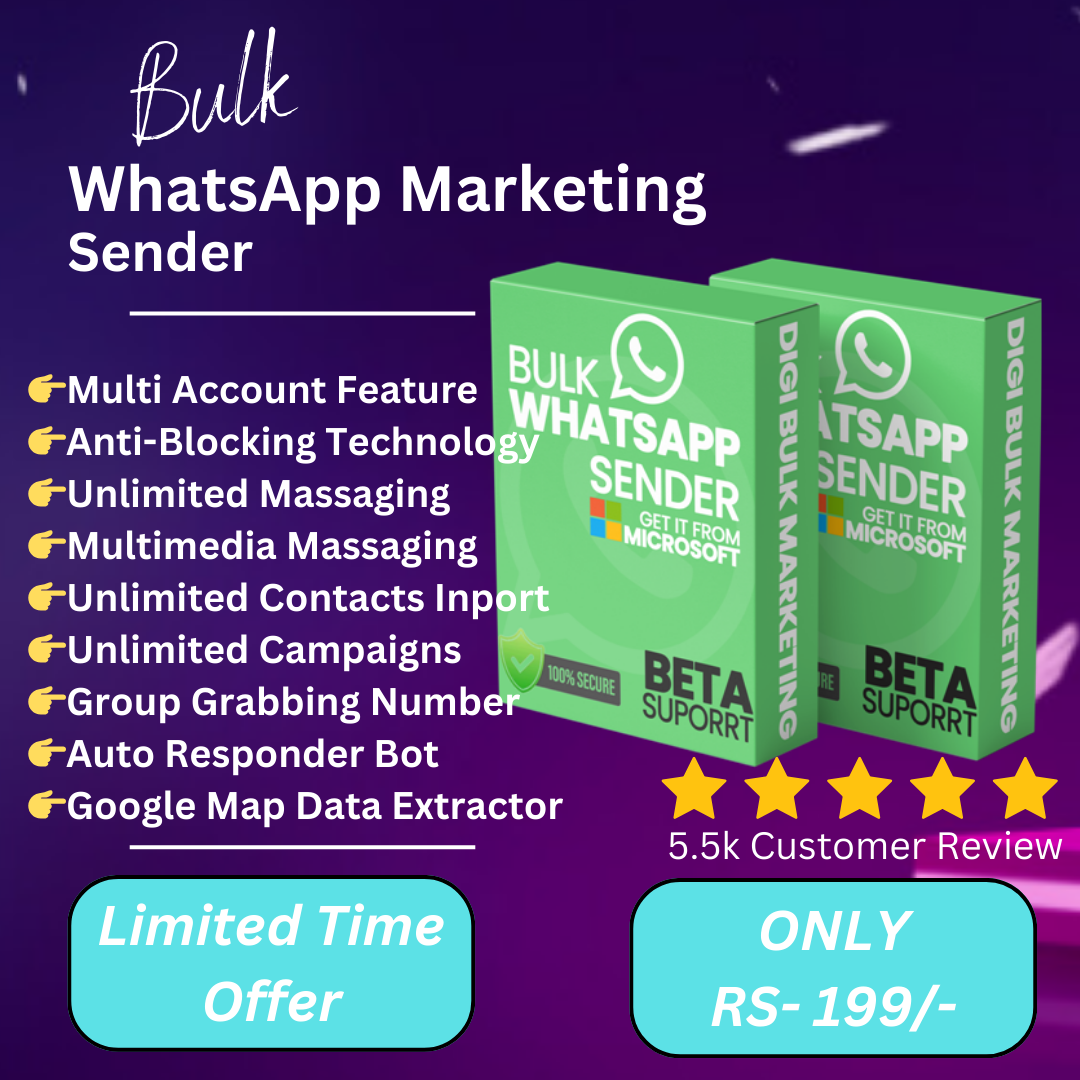 Bulk
WhatsApp Marketing
Sender
Multi Account Feature
Anti-Blocking Technology
Unlimited Massaging
Multimedia Massaging
Unlimited Contacts Inport
Unlimited Campaigns
Group Grabbing Number
Auto Responder Bot
Google Map Data Extractor
BULK
WHATSAPP
SENDER
GET IT FROM
MICROSOFT
100% SECURE
BETA
SUPORRT
DIGI BULK MARKETING
K
ATSAPP
SENDER
GET IT FROM
MICROSOFT
URE
BETA
SUPORRT
DIGI BULK MARKETING
5.5k Customer Review
Limited Time
Offer
ONLY
RS- 199/-